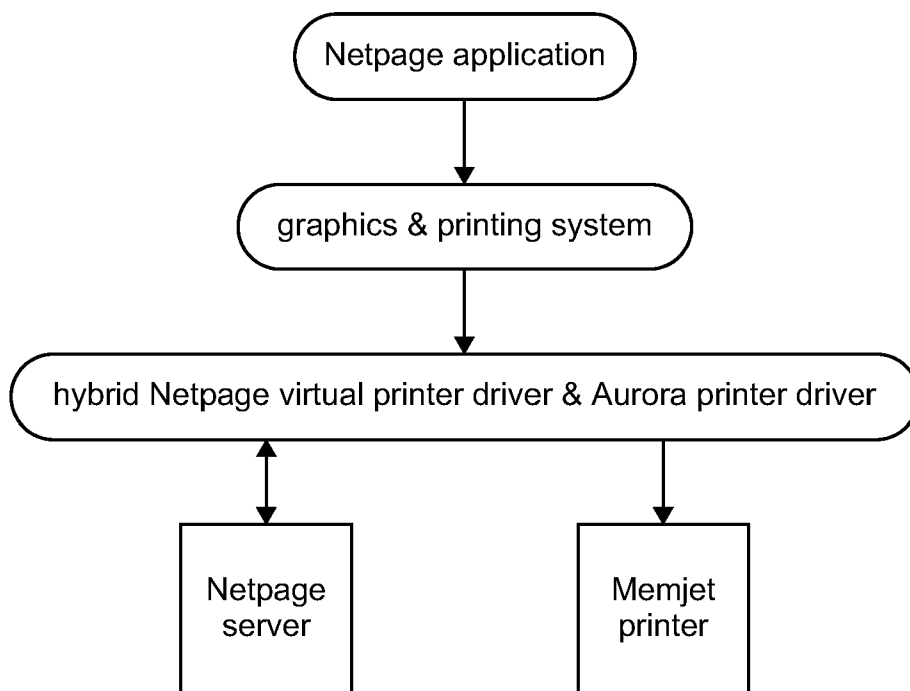 Netpage application
graphics & printing system
hybrid Netpage virtual printer driver & Aurora printer driver
Netpage
server
Memjet
printer